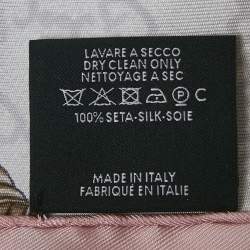 LAVARE A SECCO
DRY CLEAN ONLY
NETTOYAGE A SEC
C
100% SETA-SILK-SOIE
MADE IN ITALY
FABRIQUÉ EN ITALIE